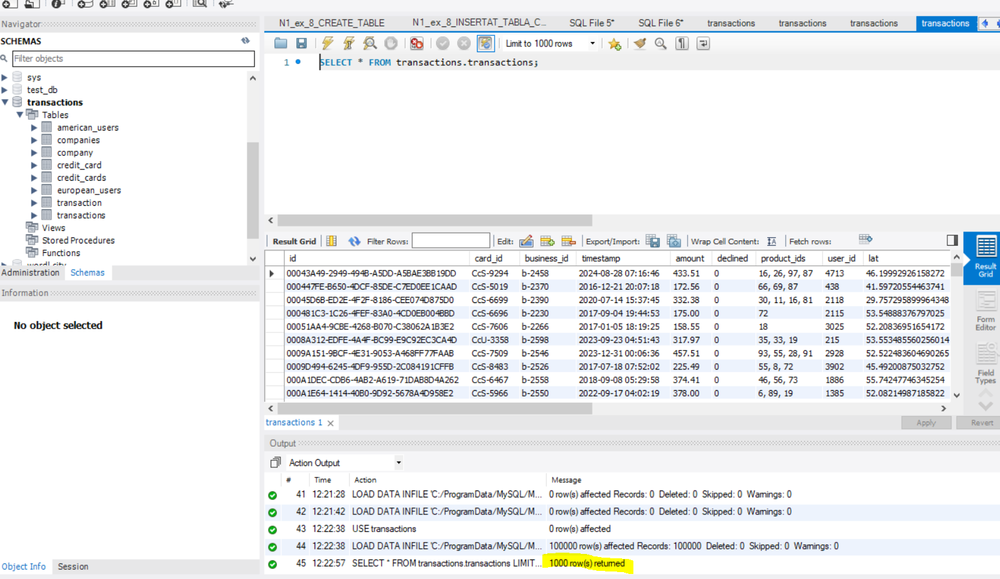 Navigator
SCHEMAS
Filter objects
sys
test_db
transactions
Tables
american_users
companies
company
credit_card
credit_cards
european_users
transaction
transactions
Views
Stored Procedures
Functions
Administration Schemas
Information
No object selected
Object Info Session
N1_ex_8_CREATE_TABLE N1_ex_8_INSERTAT_TABLA_C... SQL File 5* SQL File 6* transactions transactions transactions transactions
Limit to 1000 rows
1 SELECT * FROM transactions.transactions;
Result Grid Filter Rows: Edit: Export/Import: Wrap Cell Content: Fetch rows:
id card_id business_id timestamp amount declined product_ids user_id lat
00043A49-2949-494B-A5DD-A5BAE3BB19DD CcS-9294 b-2458 2024-08-28 07:16:46 433.51 0 16, 26, 97, 87 4713 46.19992926158272
000447FE-B650-4DCF-85DE-C7ED0EE1CAAD CcS-5019 b-2370 2016-12-21 20:07:18 172.56 0 66, 69, 87 438 41.59720554463741
00045D6B-ED2E-4F2F-8186-CEE074D875D0 CcS-6699 b-2390 2020-07-14 15:37:45 332.38 0 30, 11, 16, 81 2118 29.757295899964348
000481C3-1C26-4FEF-83A0-4CD0EB004BBD CcS-6696 b-2230 2017-09-04 19:44:53 175.00 0 72 2115 53.54888376797025
00051AA4-9CBE-4268-B070-C38062A1B3E2 CcS-7606 b-2266 2017-01-05 18:19:25 158.55 0 18 3025 52.20836951654172
0008A312-EDFE-4A4F-BC99-E9C92EC3CA4D CcU-3358 b-2598 2023-09-23 04:51:43 317.97 0 35, 33, 19 215 53.553485560256014
0009A151-9BCF-4E31-9053-A468FF77FAAB CcS-7509 b-2546 2023-12-31 00:06:36 457.51 0 93, 55, 28, 91 2928 52.522483604690265
0009D494-6245-4DF9-955D-2C084191CFFB CcS-8483 b-2526 2017-07-18 07:52:02 225.49 0 55, 8, 72 3902 45.49200875032752
000A1DEC-CDB6-4AB2-A619-71DAB8D4A262 CcS-6467 b-2558 2018-09-08 05:29:58 374.41 0 46, 56, 73 1886 55.74247746345254
000A1E64-1414-40B0-9D92-5678A4D958E2 CcS-5966 b-2550 2022-09-17 04:02:19 378.00 0 6, 89, 19 1385 52.08214987185822
Result
Grid
Form
Editor
Field
Types
transactions 1 Apply Revert
Output
Action Output
# Time Action Message
41 12:21:28 LOAD DATA INFILE 'C:/ProgramData/MySQL/M... 0 row(s) affected Records: 0 Deleted: 0 Skipped: 0 Warnings: 0
42 12:21:42 LOAD DATA INFILE 'C:/ProgramData/MySQL/M... 0 row(s) affected Records: 0 Deleted: 0 Skipped: 0 Warnings: 0
43 12:22:38 USE transactions 0 row(s) affected
44 12:22:38 LOAD DATA INFILE 'C:/ProgramData/MySQL/M... 100000 row(s) affected Records: 100000 Deleted: 0 Skipped: 0 Warnings: 0
45 12:22:57 SELECT * FROM transactions.transactions LIMIT... 1000 row(s) returned